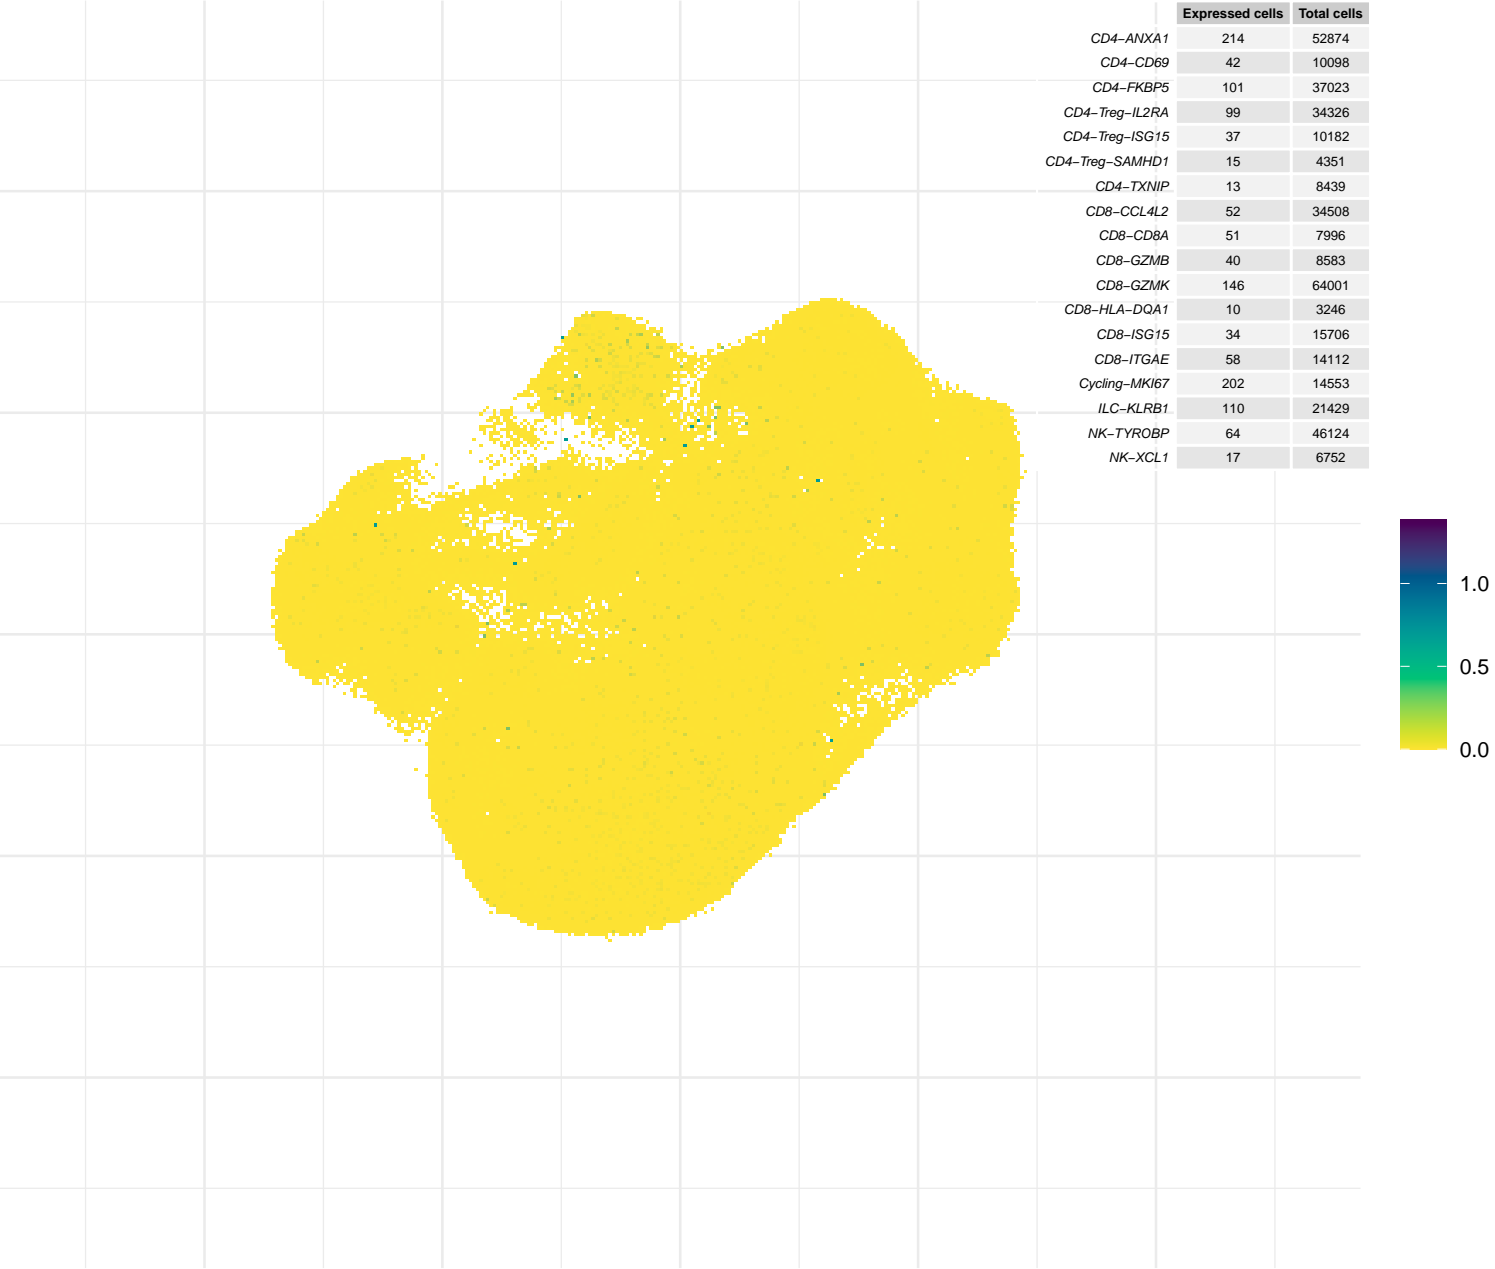 Expressed cells Total cells
CD4−ANXA1 214 52874
CD4−CD69 42 10098
CD4−FKBP5 101 37023
CD4−Treg−IL2RA 99 34326
CD4−Treg−ISG15 37 10182
CD4−Treg−SAMHD1 15 4351
CD4−TXNIP 13 8439
CD8−CCL4L2 52 34508
CD8−CD8A 51 7996
CD8−GZMB 40 8583
CD8−GZMK 146 64001
CD8−HLA−DQA1 10 3246
CD8−ISG15 34 15706
CD8−ITGAE 58 14112
Cycling−MKI67 202 14553
ILC−KLRB1 110 21429
NK−TYROBP 64 46124
NK−XCL1 17 6752
1.0
0.5
0.0